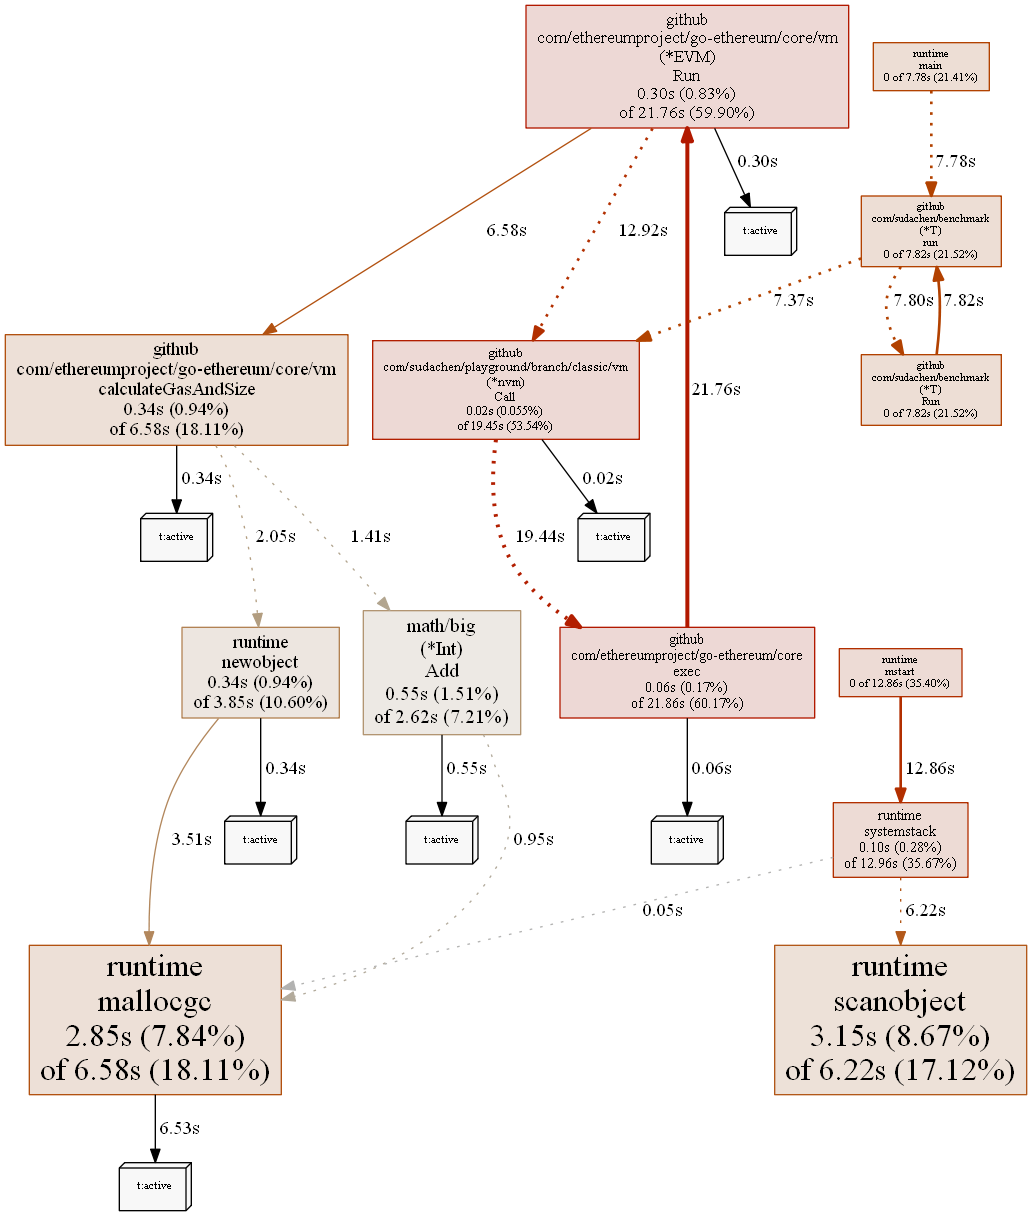 github
com/ethereumproject/go-ethereum/core/vm
(*EVM)
Run
0.30s (0.83%)
of 21.76s (59.90%)
runtime
main
0 of 7.78s (21.41%)
0.30s
7.78s
t:active
github
com/sudachen/benchmark
(*T)
run
0 of 7.82s (21.52%)
6.58s
12.92s
7.37s
7.80s
7.82s
github
com/ethereumproject/go-ethereum/core/vm
calculateGasAndSize
0.34s (0.94%)
of 6.58s (18.11%)
github
com/sudachen/playground/branch/classic/vm
(*nvm)
Call
0.02s (0.055%)
of 19.45s (53.54%)
21.76s
github
com/sudachen/benchmark
(*T)
Run
0 of 7.82s (21.52%)
0.34s
0.02s
t:active
2.05s
1.41s
19.44s
t:active
runtime
newobject
0.34s (0.94%)
of 3.85s (10.60%)
math/big
(*Int)
Add
0.55s (1.51%)
of 2.62s (7.21%)
github
com/ethereumproject/go-ethereum/core
exec
0.06s (0.17%)
of 21.86s (60.17%)
runtime
mstart
0 of 12.86s (35.40%)
0.34s
0.55s
0.06s
12.86s
3.51s
t:active
t:active
0.95s
t:active
runtime
systemstack
0.10s (0.28%)
of 12.96s (35.67%)
0.05s
6.22s
runtime
mallocgc
2.85s (7.84%)
of 6.58s (18.11%)
runtime
scanobject
3.15s (8.67%)
of 6.22s (17.12%)
6.53s
t:active